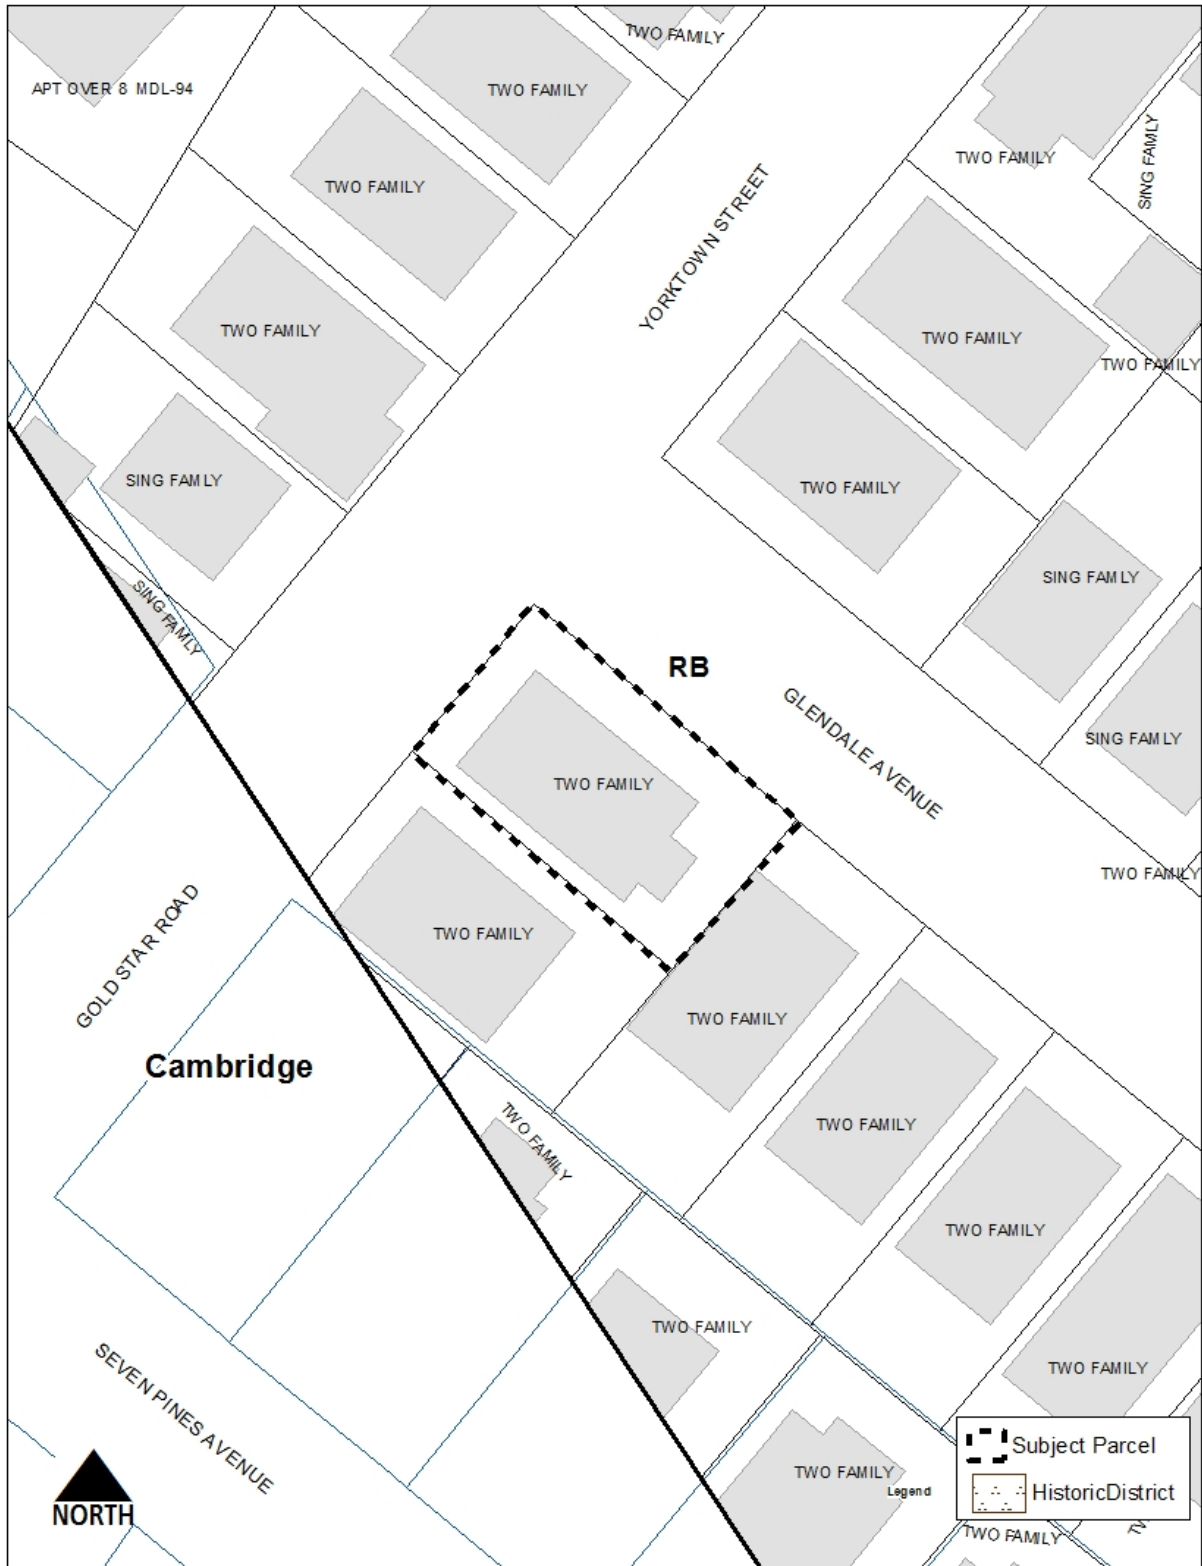 TWO FAMILY
APT OVER 8 MDL-94
TWO FAMILY
TWO FAMILY
TWO FAMILY
SING FAMLY
YORKTOWN STREET
TWO FAMILY
TWO FAMILY
TWO FAMILY
SING FAMLY
TWO FAMILY
TWO FAMILY
SING FAMLY
SING FAMLY
RB
GLENDALE AVENUE
SING FAMLY
TWO FAMILY
TWO FAMILY
GOLD STAR ROAD
TWO FAMILY
TWO FAMILY
Cambridge
TWO FAMILY
TWO FAMILY
TWO FAMILY
TWO FAMILY
SEVEN PINES AVENUE
TWO FAMILY
TWO FAMILY
Legend
Subject Parcel
HistoricDistrict
NORTH
TWO FAMILY